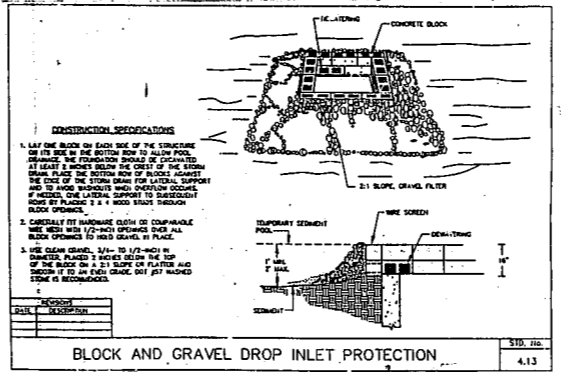 DEWATERING
CONCRETE BLOCK
CONSTRUCTION SPECIFICATIONS
1. LAY ONE BLOCK ON EACH SIDE OF THE STRUCTURE
ON ITS SIDE IN THE BOTTOM ROW TO ALLOW POOL
DRAINAGE. THE FOUNDATION SHOULD BE EXCAVATED
AT LEAST 2 INCHES BELOW THE CREST OF THE STORM
DRAIN. PLACE THE BOTTOM ROW OF BLOCKS AGAINST
THE EDGE OF THE STORM DRAIN FOR LATERAL SUPPORT
AND TO AVOID WASHOUTS WHEN OVERFLOW OCCURS.
IF NEEDED, GIVE LATERAL SUPPORT TO SUBSEQUENT
ROWS BY PLACING 2 X 4 WOOD STUDS THROUGH
BLOCK OPENINGS.
2. CAREFULLY FIT HARDWARE CLOTH OR COMPARABLE
WIRE MESH WITH 1/2-INCH OPENINGS OVER ALL
BLOCK OPENINGS TO HOLD GRAVEL IN PLACE.
3. USE CLEAN GRAVEL, 3/4- TO 1/2-INCH IN
DIAMETER, PLACED 2 INCHES BELOW THE TOP
OF THE BLOCK ON A 2:1 SLOPE OR FLATTER AND
SMOOTH IT TO AN EVEN GRADE. DOT #57 WASHED
STONE IS RECOMMENDED.
2:1 SLOPE, GRAVEL FILTER
TEMPORARY SEDIMENT
POOL
WIRE SCREEN
DEWATERING
1' MIN.
2' MAX.
16"
SEDIMENT
REVISIONS
DATE DESCRIPTION
BLOCK AND GRAVEL DROP INLET PROTECTION
STD. No.
4.13